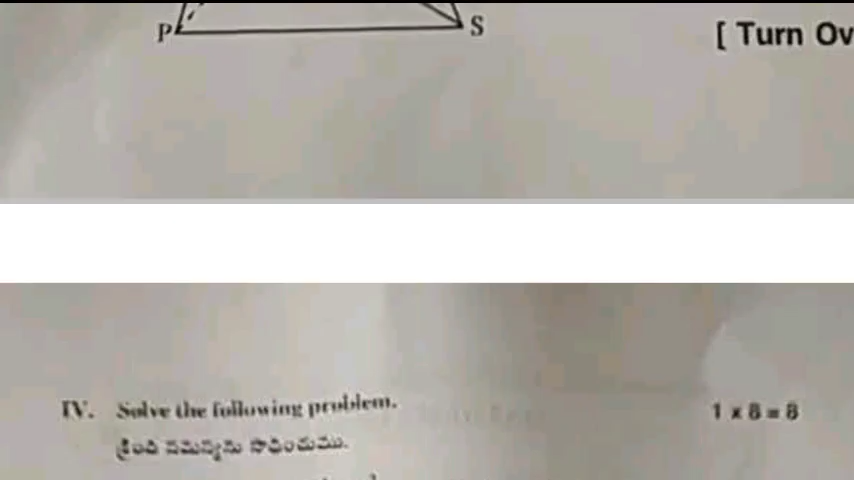 P S
[ Turn Ov
IV. Solve the following problem. 1 x 8 = 8
క్రింది సమస్యను సాధించుము.